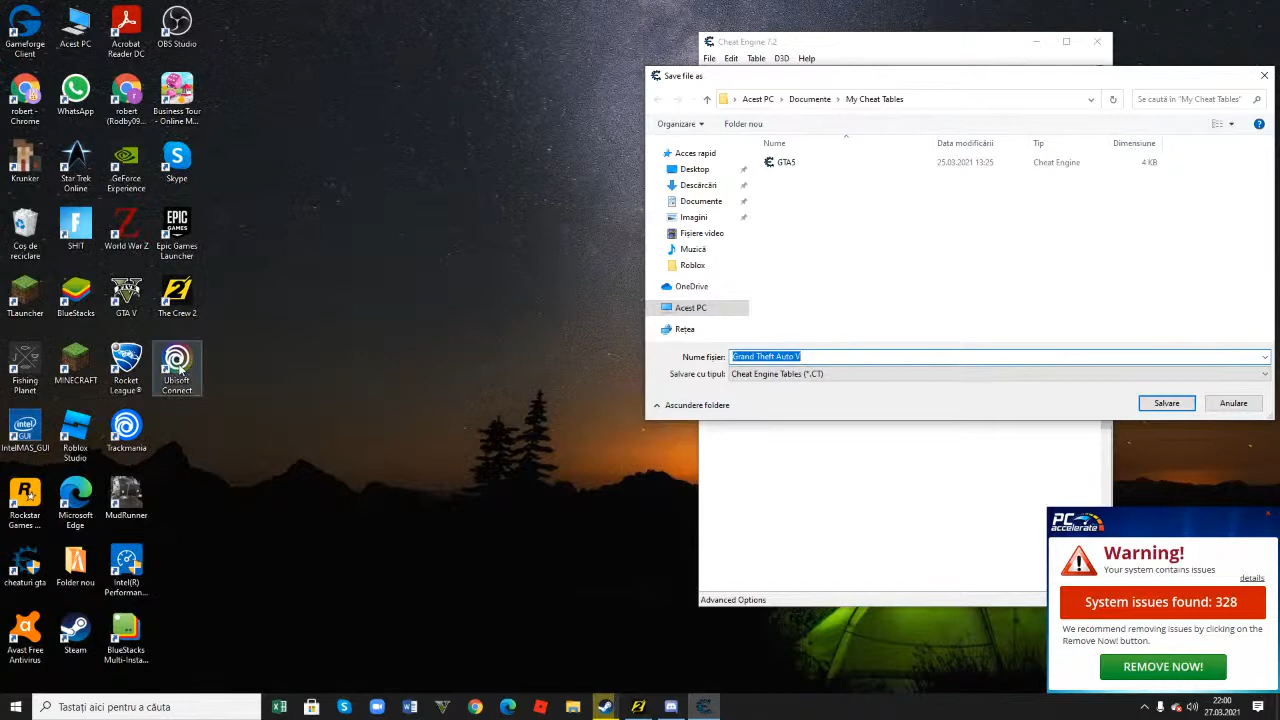 Gameforge
Client
Acest PC
Acrobat
Reader DC
OBS Studio
robert -
Chrome
WhatsApp
robert
(Rodby09...
Business Tour
- Online M...
Krunker
Star Trek
Online
GeForce
Experience
Skype
Coș de
reciclare
SHIT
World War Z
Epic Games
Launcher
EPIC
GAMES
Launcher
BlueStacks
GTA V
The Crew 2
Fishing
Planet
MINECRAFT
Rocket
League®
Ubisoft
Connect
intel
GUI
IntelMAS_GUI
Roblox
Studio
Trackmania
Rockstar
Games ...
Microsoft
Edge
MudRunner
cheaturi gta
Folder nou
Intel(R)
Performan...
Avast Free
Antivirus
Steam
BlueStacks
Multi-Insta...
Cheat Engine 7.2
File Edit Table D3D Help
Save file as
Acest PC > Documente > My Cheat Tables
Se caută în "My Cheat Tables"
Organizare
Folder nou
Nume
Data modificării
Tip
Dimensiune
GTA5
25.03.2021 13:25
Cheat Engine
4 KB
Acces rapid
Desktop
Descărcări
Documente
Imagini
Fișiere video
Muzică
Roblox
OneDrive
Acest PC
Rețea
Nume fișier: Grand Theft Auto V
Salvare cu tipul: Cheat Engine Tables (*.CT)
Ascundere foldere
Salvare
Anulare
Advanced Options
PC
accelerate
Warning!
Your system contains issues
details
System issues found: 328
We recommend removing issues by clicking on the
Remove Now! button.
REMOVE NOW!
Tastați aici pentru a căuta
22:00
27.03.2021